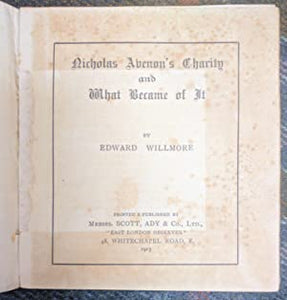 Nicholas Avenon's Charity
and
What Became of It
BY
EDWARD WILLMORE
PRINTED & PUBLISHED BY
MESSRS. SCOTT, ADY & CO., LTD.,
"EAST LONDON OBSERVER"
48, WHITECHAPEL ROAD, E.